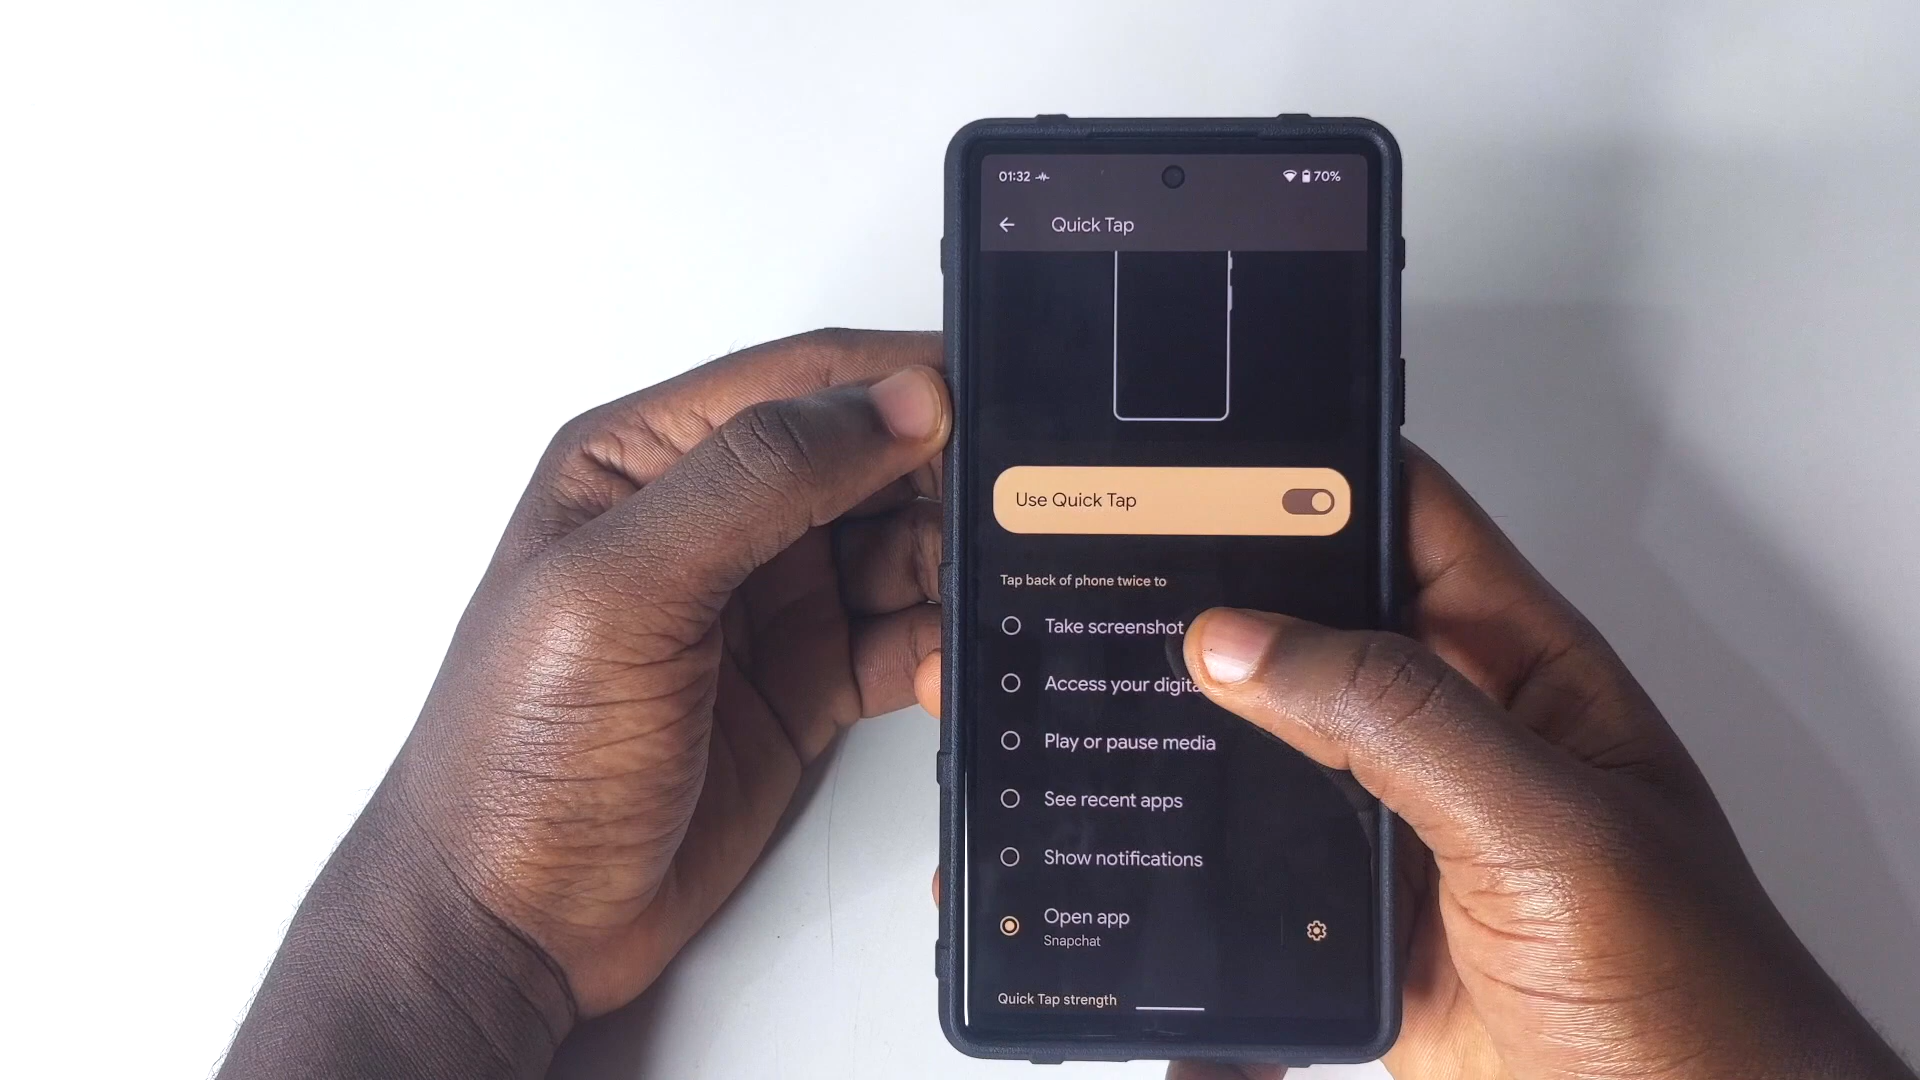 01:32 70%
Quick Tap
Use Quick Tap
Tap back of phone twice to
Take screenshot
Access your
Play or pause media
See recent apps
Show notifications
Open app
Snapchat
Quick Tap strength